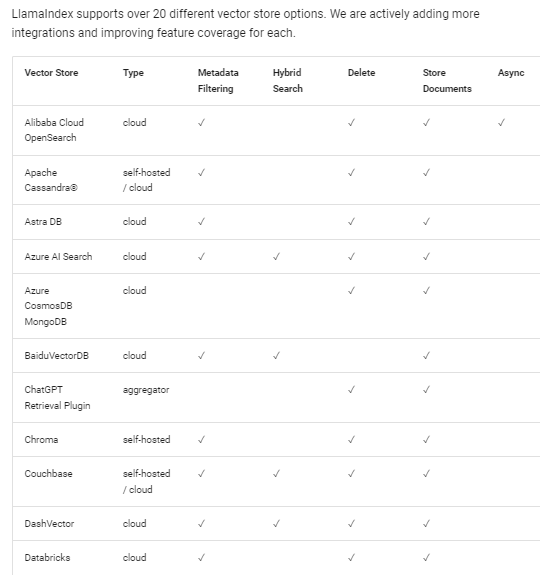 LlamaIndex supports over 20 different vector store options. We are actively adding more
integrations and improving feature coverage for each.
Vector Store Type Metadata Filtering Hybrid Search Delete Store Documents Async
Alibaba Cloud OpenSearch cloud ✓ ✓ ✓ ✓
Apache Cassandra® self-hosted / cloud ✓ ✓ ✓
Astra DB cloud ✓ ✓ ✓
Azure AI Search cloud ✓ ✓ ✓ ✓
Azure CosmosDB MongoDB cloud ✓ ✓
BaiduVectorDB cloud ✓ ✓ ✓
ChatGPT Retrieval Plugin aggregator ✓ ✓
Chroma self-hosted ✓ ✓ ✓
Couchbase self-hosted / cloud ✓ ✓ ✓ ✓
DashVector cloud ✓ ✓ ✓ ✓
Databricks cloud ✓ ✓ ✓